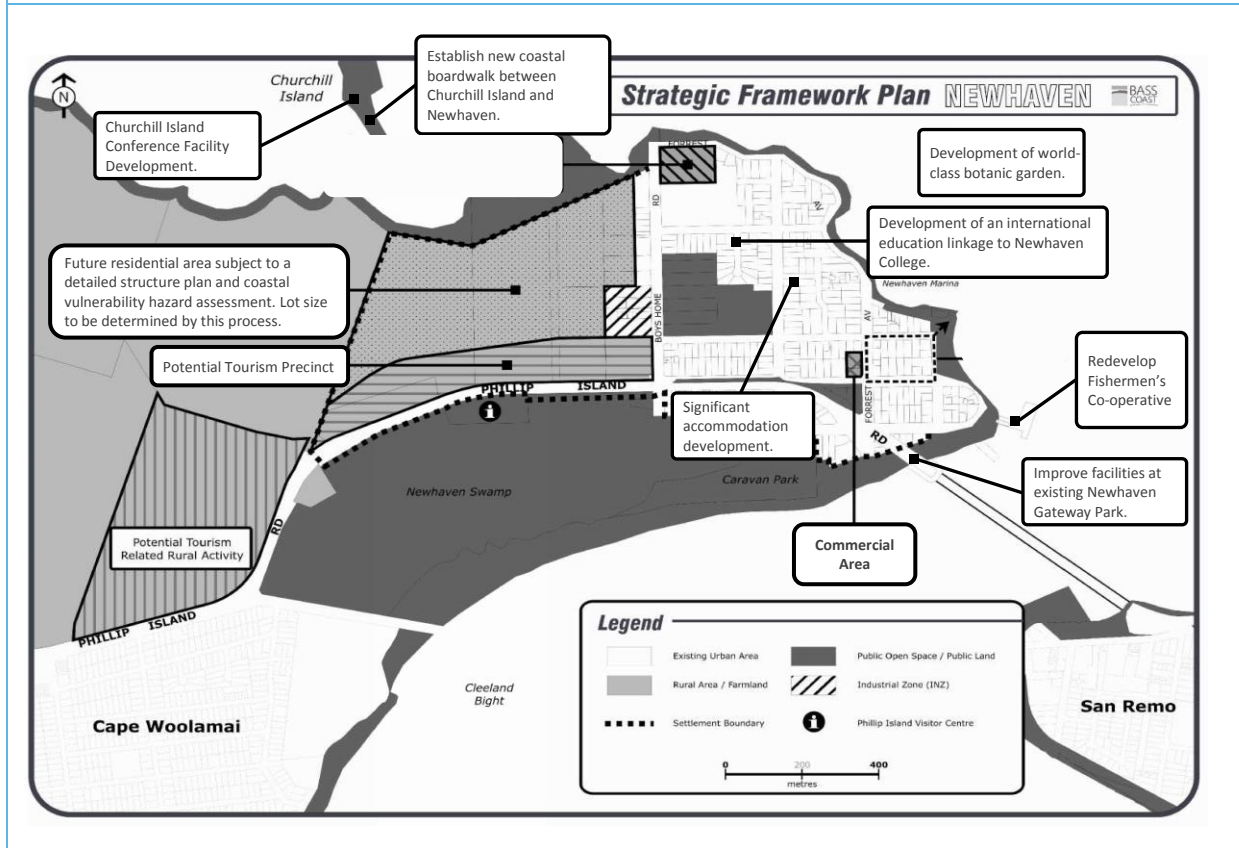 Establish new coastal
boardwalk between
Churchill Island and
Newhaven.
Churchill
Island
N
Strategic Framework Plan NEWHAVEN
BASS
COAST
Churchill Island
Conference Facility
Development.
FORREST
Development of world-
class botanic garden.
RD
AV
Development of an international
education linkage to Newhaven
College.
Newhaven Marina
Future residential area subject to a
detailed structure plan and coastal
vulnerability hazard assessment. Lot size
to be determined by this process.
BOYS HOME
AV
Potential Tourism Precinct
PHILLIP ISLAND
i
FORREST
Redevelop
Fishermen's
Co-operative
Significant
accommodation
development.
RD
Newhaven Swamp
Caravan Park
Improve facilities at
existing Newhaven
Gateway Park.
RD
Potential Tourism
Related Rural Activity
Commercial
Area
PHILLIP ISLAND
Cleeland
Bight
Cape Woolamai
San Remo
Legend
Existing Urban Area
Public Open Space / Public Land
Rural Area / Farmland
Industrial Zone (INZ)
Settlement Boundary
i
Phillip Island Visitor Centre
0 200 400
metres